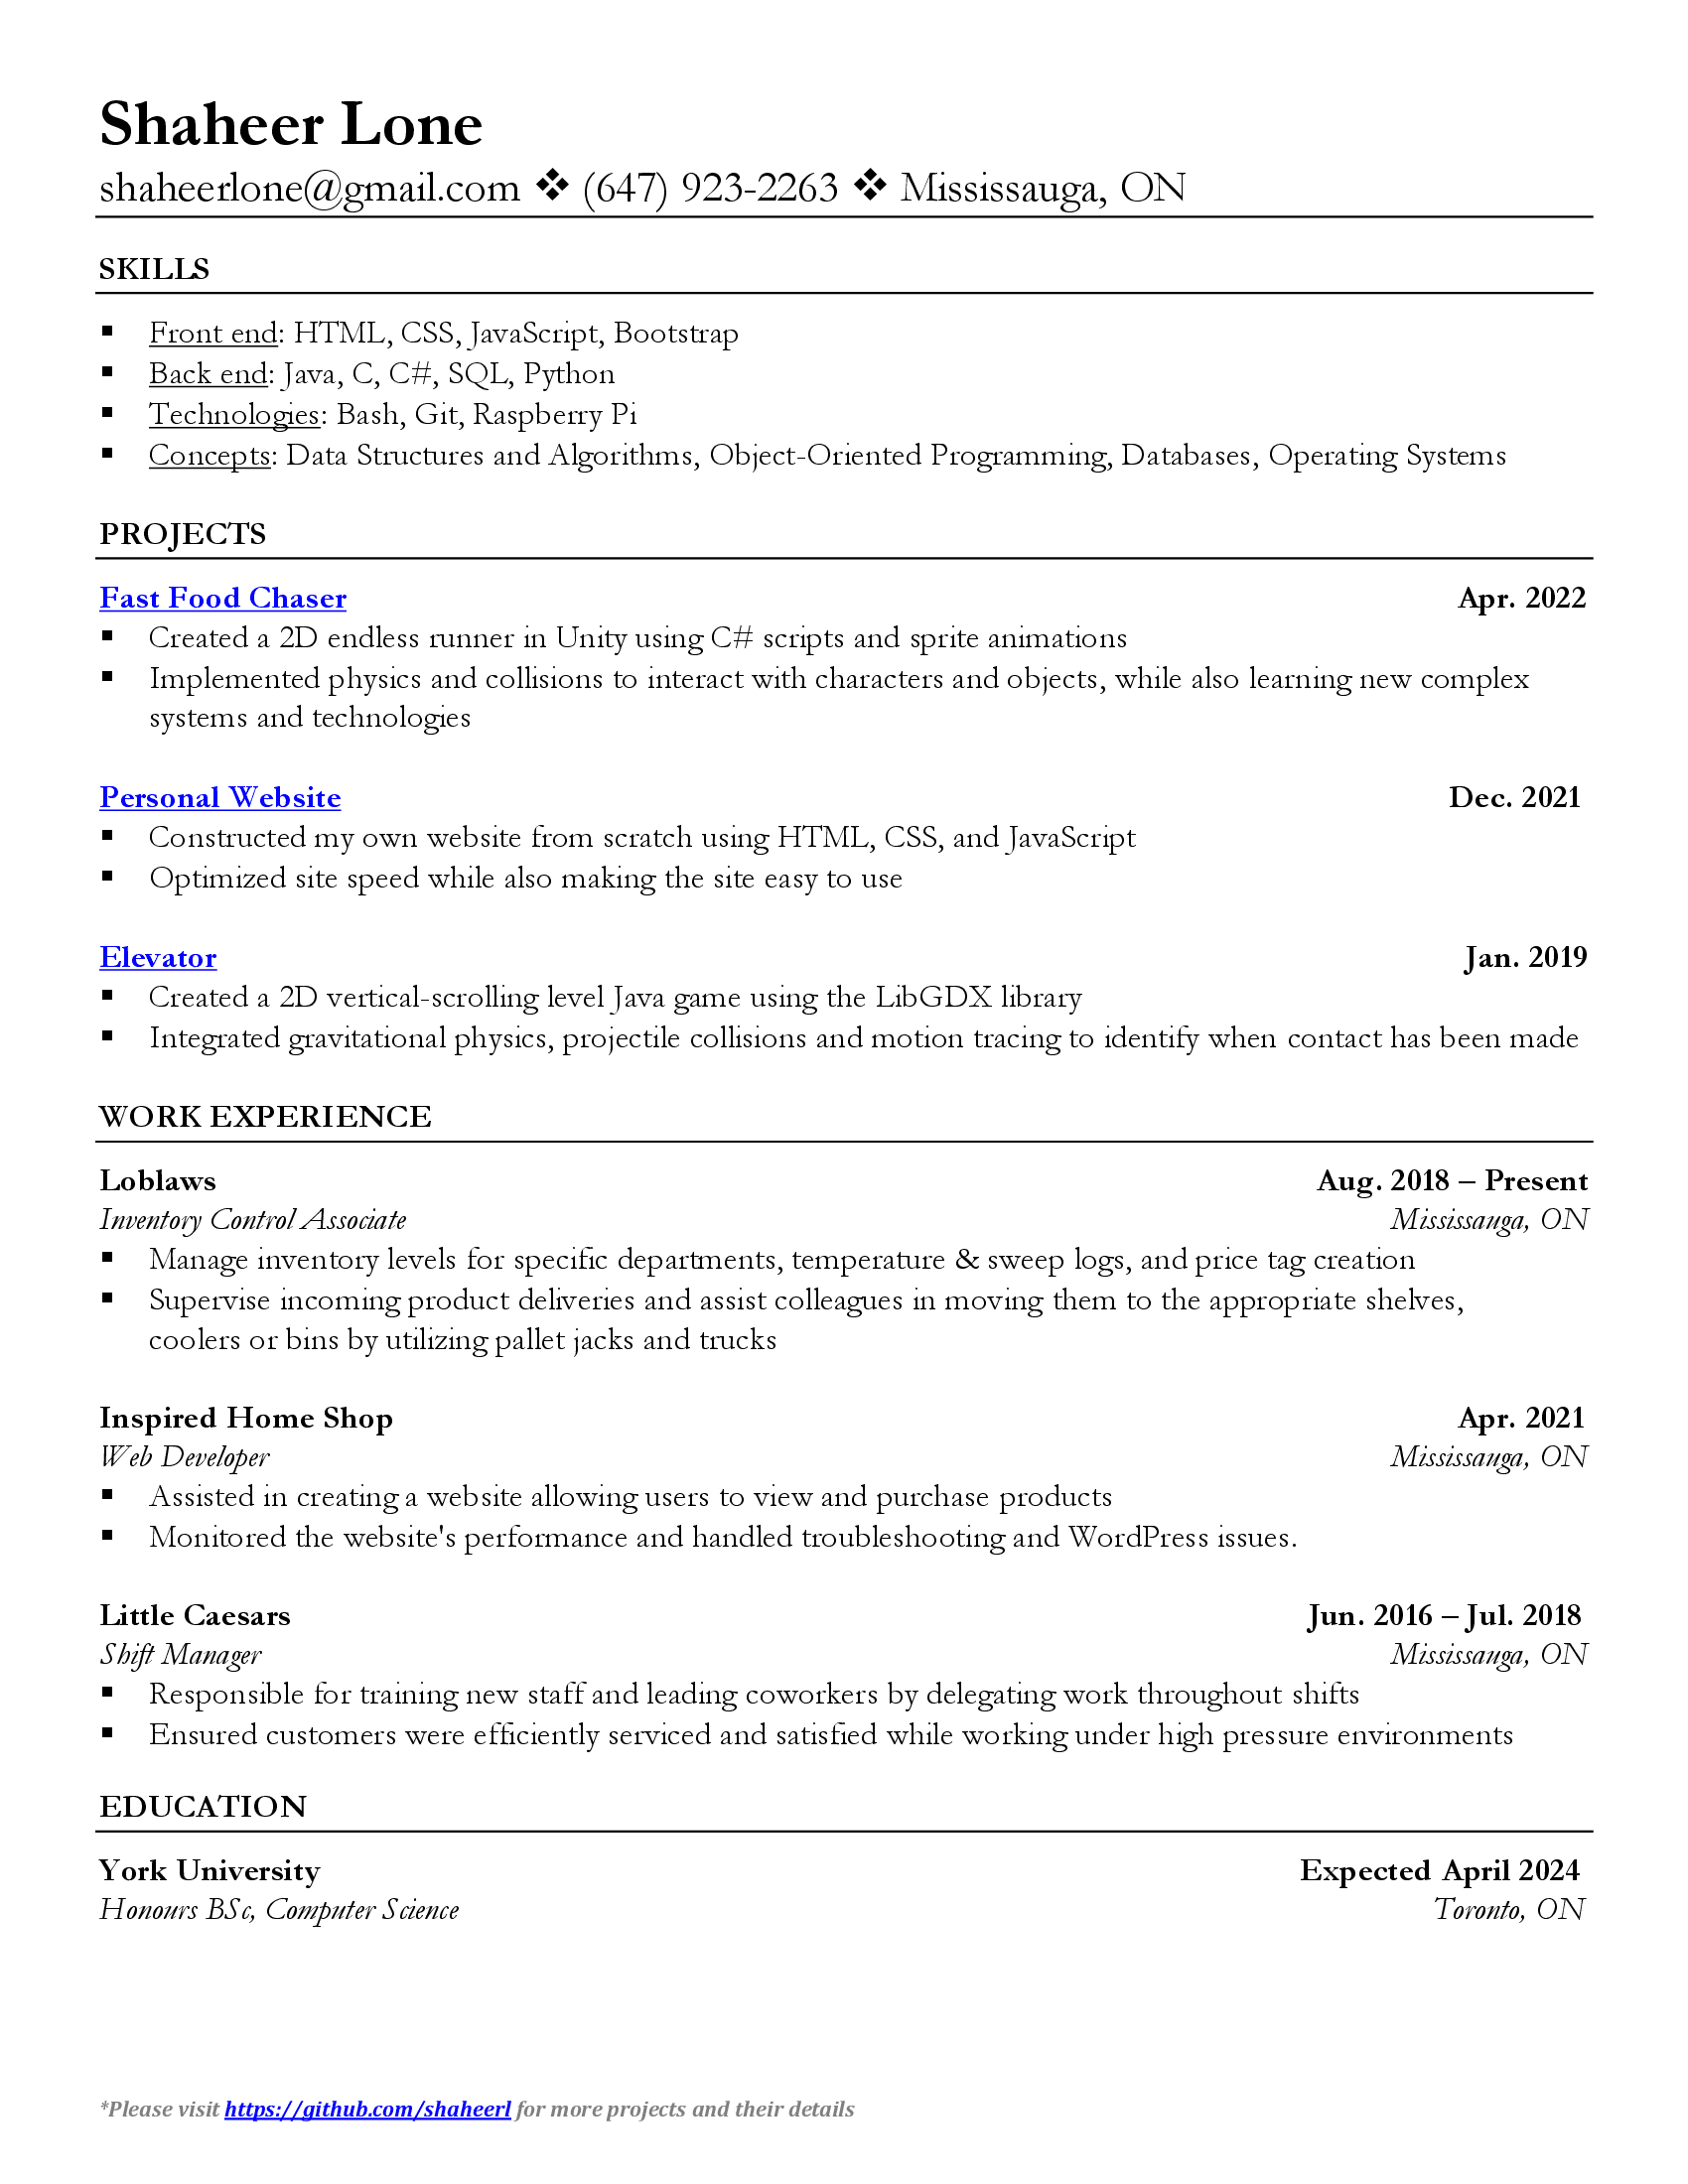 Shaheer Lone
shaheerlone@gmail.com ❖ (647) 923-2263 ❖ Mississauga, ON
SKILLS
▪ Front end: HTML, CSS, JavaScript, Bootstrap
▪ Back end: Java, C, C#, SQL, Python
▪ Technologies: Bash, Git, Raspberry Pi
▪ Concepts: Data Structures and Algorithms, Object-Oriented Programming, Databases, Operating Systems
PROJECTS
Fast Food Chaser Apr. 2022
▪ Created a 2D endless runner in Unity using C# scripts and sprite animations
▪ Implemented physics and collisions to interact with characters and objects, while also learning new complex
systems and technologies
Personal Website Dec. 2021
▪ Constructed my own website from scratch using HTML, CSS, and JavaScript
▪ Optimized site speed while also making the site easy to use
Elevator Jan. 2019
▪ Created a 2D vertical-scrolling level Java game using the LibGDX library
▪ Integrated gravitational physics, projectile collisions and motion tracing to identify when contact has been made
WORK EXPERIENCE
Loblaws Aug. 2018 – Present
Inventory Control Associate Mississauga, ON
▪ Manage inventory levels for specific departments, temperature & sweep logs, and price tag creation
▪ Supervise incoming product deliveries and assist colleagues in moving them to the appropriate shelves,
coolers or bins by utilizing pallet jacks and trucks
Inspired Home Shop Apr. 2021
Web Developer Mississauga, ON
▪ Assisted in creating a website allowing users to view and purchase products
▪ Monitored the website's performance and handled troubleshooting and WordPress issues.
Little Caesars Jun. 2016 – Jul. 2018
Shift Manager Mississauga, ON
▪ Responsible for training new staff and leading coworkers by delegating work throughout shifts
▪ Ensured customers were efficiently serviced and satisfied while working under high pressure environments
EDUCATION
York University Expected April 2024
Honours BSc, Computer Science Toronto, ON
*Please visit https://github.com/shaheerl for more projects and their details